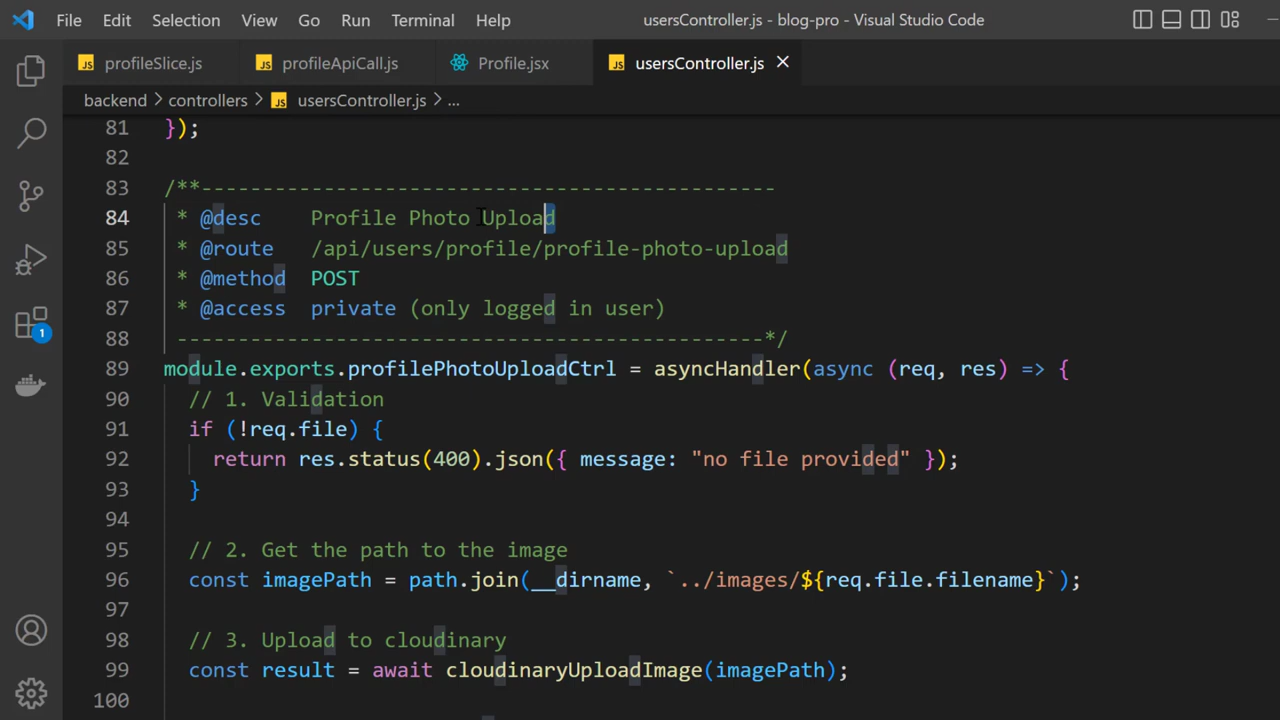 File Edit Selection View Go Run Terminal Help usersController.js - blog-pro - Visual Studio Code
JS profileSlice.js JS profileApiCall.js Profile.jsx JS usersController.js
backend > controllers > JS usersController.js > ...
81 });
82
83 /**-----------------------------------------------
84 * @desc    Profile Photo Upload
85 * @route   /api/users/profile/profile-photo-upload
86 * @method  POST
87 * @access  private (only logged in user)
88 ------------------------------------------------*/
89 module.exports.profilePhotoUploadCtrl = asyncHandler(async (req, res) => {
90 // 1. Validation
91 if (!req.file) {
92 return res.status(400).json({ message: "no file provided" });
93 }
94
95 // 2. Get the path to the image
96 const imagePath = path.join(__dirname, `../images/${req.file.filename}`);
97
98 // 3. Upload to cloudinary
99 const result = await cloudinaryUploadImage(imagePath);
100
1